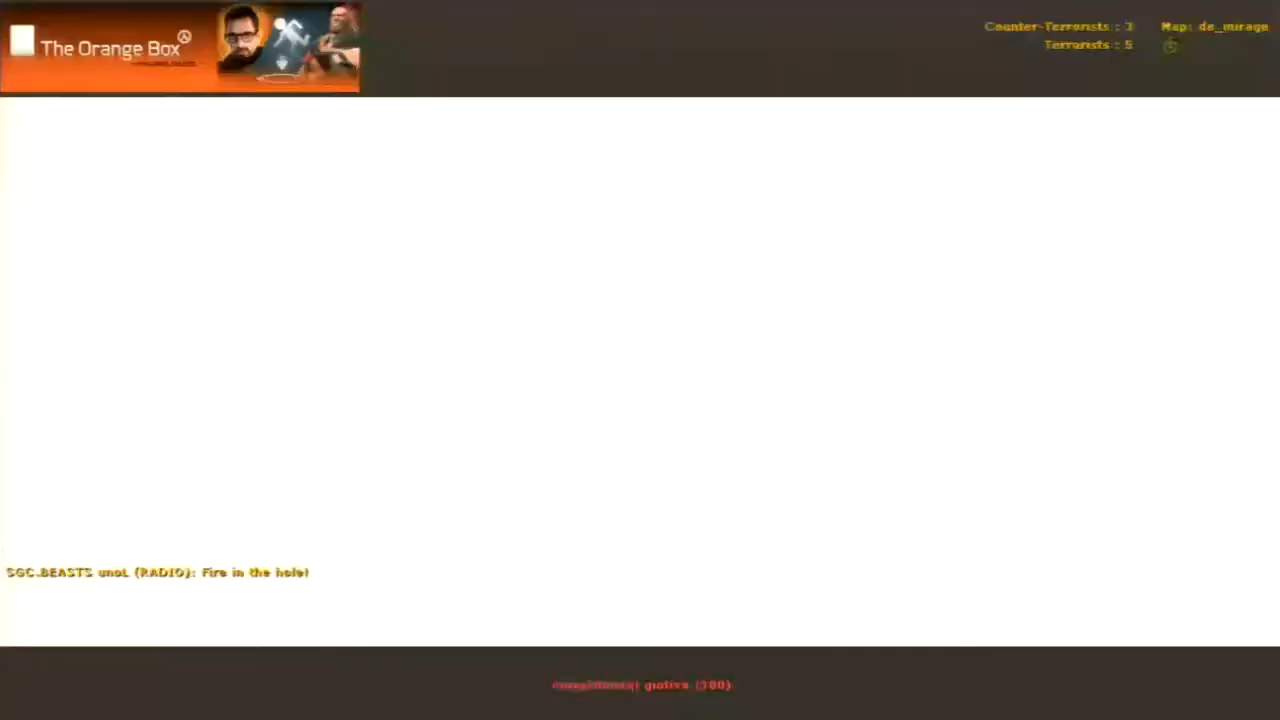 The Orange Box
Counter-Terrorists : 3
Map: de_mirage
Terrorists : 5
SGC.BEASTS unoL (RADIO): Fire in the hole!
(100)